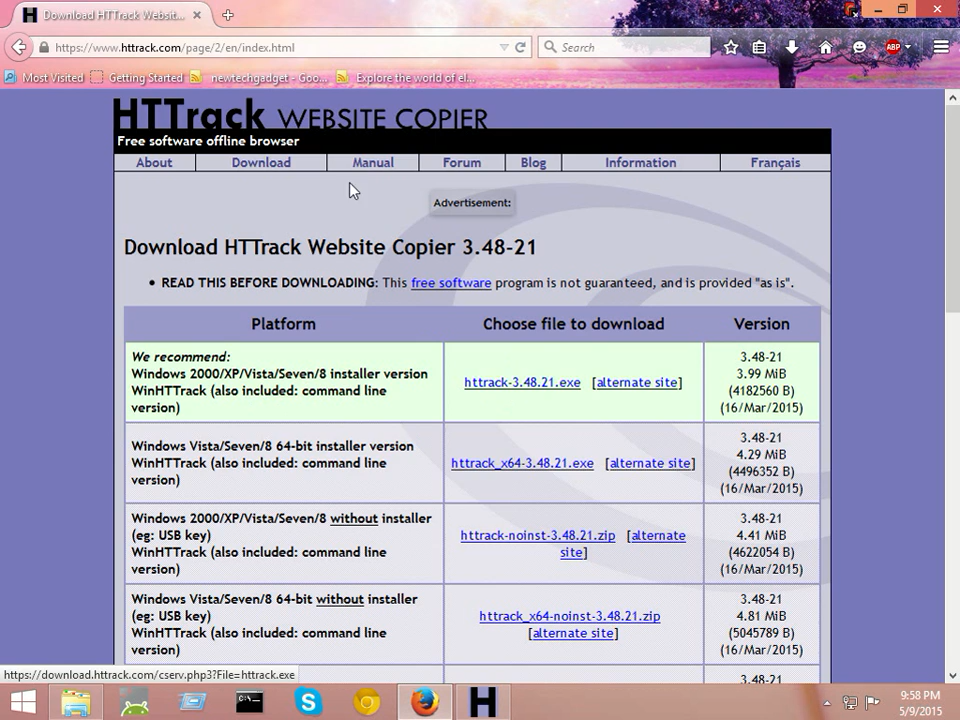 Download HTTrack Websit...
https://www.httrack.com/page/2/en/index.html
Search
ABP
Most Visited Getting Started newtechgadget - Goo... Explore the world of el...
HTTrack WEBSITE COPIER
Free software offline browser
About Download Manual Forum Blog Information Français
Advertisement:
Download HTTrack Website Copier 3.48-21
• READ THIS BEFORE DOWNLOADING: This free software program is not guaranteed, and is provided "as is".
Platform Choose file to download Version
We recommend:
Windows 2000/XP/Vista/Seven/8 installer version
WinHTTrack (also included: command line
version)
httrack-3.48.21.exe [alternate site]
3.48-21
3.99 MiB
(4182560 B)
(16/Mar/2015)
Windows Vista/Seven/8 64-bit installer version
WinHTTrack (also included: command line
version)
httrack_x64-3.48.21.exe [alternate site]
3.48-21
4.29 MiB
(4496352 B)
(16/Mar/2015)
Windows 2000/XP/Vista/Seven/8 without installer
(eg: USB key)
WinHTTrack (also included: command line
version)
httrack-noinst-3.48.21.zip [alternate
site]
3.48-21
4.41 MiB
(4622054 B)
(16/Mar/2015)
Windows Vista/Seven/8 64-bit without installer
(eg: USB key)
WinHTTrack (also included: command line
version)
httrack_x64-noinst-3.48.21.zip
[alternate site]
3.48-21
4.81 MiB
(5045789 B)
(16/Mar/2015)
3.48-21
https://download.httrack.com/cserv.php3?File=httrack.exe
9:58 PM
5/9/2015